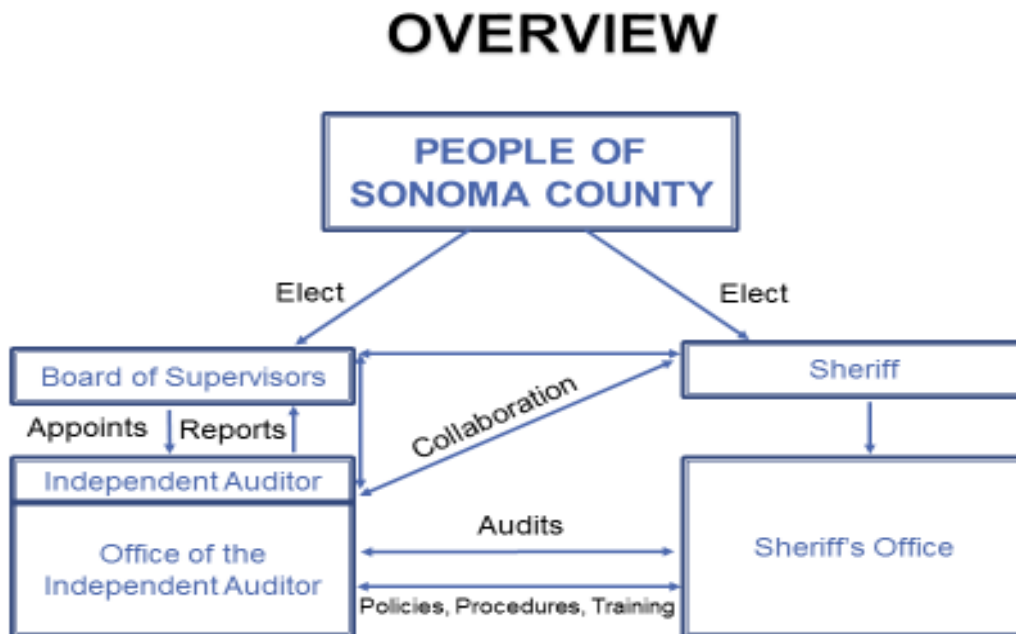 OVERVIEW
PEOPLE OF
SONOMA COUNTY
Elect
Elect
Board of Supervisors
Sheriff
Appoints
Reports
Collaboration
Independent Auditor
Office of the
Independent Auditor
Audits
Sheriff's Office
Policies, Procedures, Training